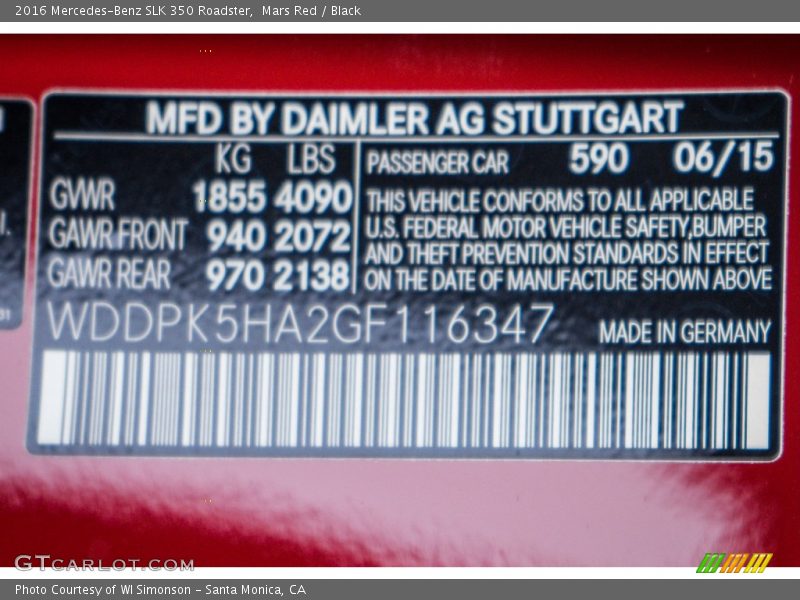 2016 Mercedes-Benz SLK 350 Roadster,  Mars Red / Black
MFD BY DAIMLER AG STUTTGART
KG LBS
GWR 1855 4090
GAWR FRONT 940 2072
GAWR REAR 970 2138
PASSENGER CAR 590 06/15
THIS VEHICLE CONFORMS TO ALL APPLICABLE
U.S. FEDERAL MOTOR VEHICLE SAFETY,BUMPER
AND THEFT PREVENTION STANDARDS IN EFFECT
ON THE DATE OF MANUFACTURE SHOWN ABOVE
WDDPK5HA2GF116347 MADE IN GERMANY
GTCARLOT.COM
Photo Courtesy of WI Simonson - Santa Monica, CA